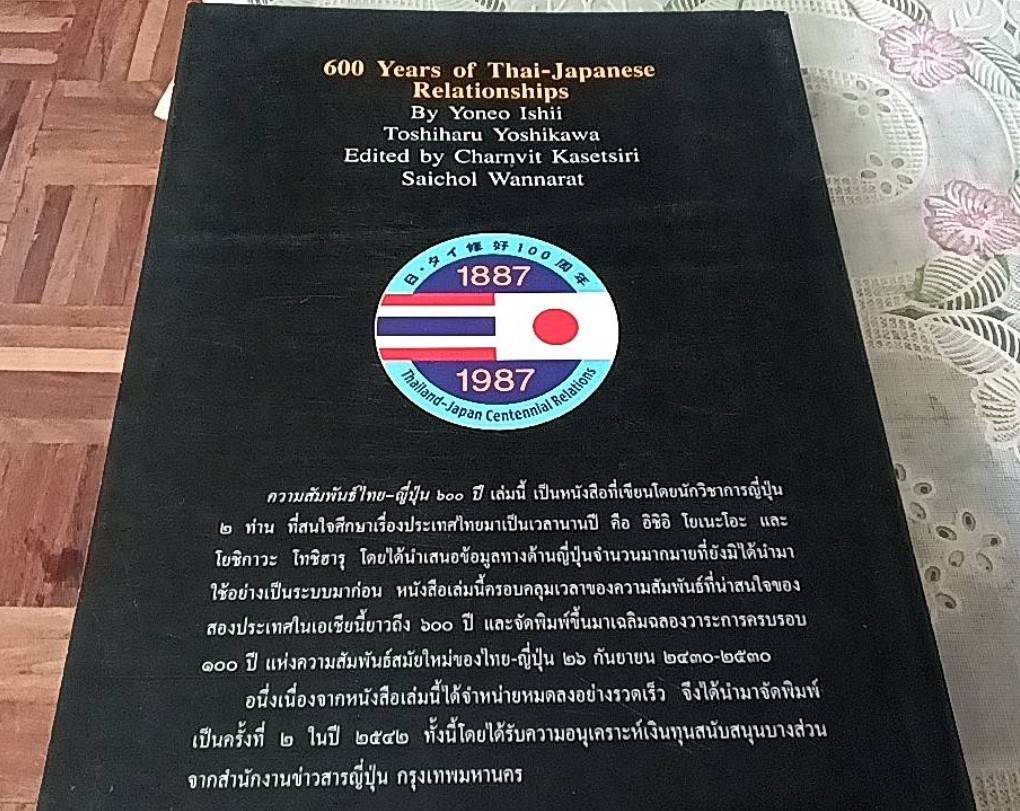 600 Years of Thai-Japanese
Relationships
By Yoneo Ishii
Toshiharu Yoshikawa
Edited by Charnvit Kasetsiri
Saichol Wannarat
日・タイ修好100周年
1887
1987
Thailand-Japan Centennial Relations
ความสัมพันธ์ไทย-ญี่ปุ่น ๖๐๐ ปี เล่มนี้ เป็นหนังสือที่เขียนโดยนักวิชาการญี่ปุ่น
๒ ท่าน ที่สนใจศึกษาเรื่องประเทศไทยมาเป็นเวลานานปี คือ อิชิอิ โยเนะโอะ และ
โยชิกาวะ โทชิฮารุ โดยได้นำเสนอข้อมูลทางด้านญี่ปุ่นจำนวนมากมายที่ยังมิได้นำมา
ใช้อย่างเป็นระบบมาก่อน หนังสือเล่มนี้ครอบคลุมเวลาของความสัมพันธ์ที่น่าสนใจของ
สองประเทศในเอเชียนี้ยาวถึง ๖๐๐ ปี และจัดพิมพ์ขึ้นมาเฉลิมฉลองวาระการครบรอบ
๑๐๐ ปี แห่งความสัมพันธ์สมัยใหม่ของไทย-ญี่ปุ่น ๒๖ กันยายน ๒๔๓๐-๒๕๓๐
อนึ่งเนื่องจากหนังสือเล่มนี้ได้จำหน่ายหมดลงอย่างรวดเร็ว จึงได้นำมาจัดพิมพ์
เป็นครั้งที่ ๒ ในปี ๒๕๔๒ ทั้งนี้โดยได้รับความอนุเคราะห์เงินทุนสนับสนุนบางส่วน
จากสำนักงานข่าวสารญี่ปุ่น กรุงเทพมหานคร